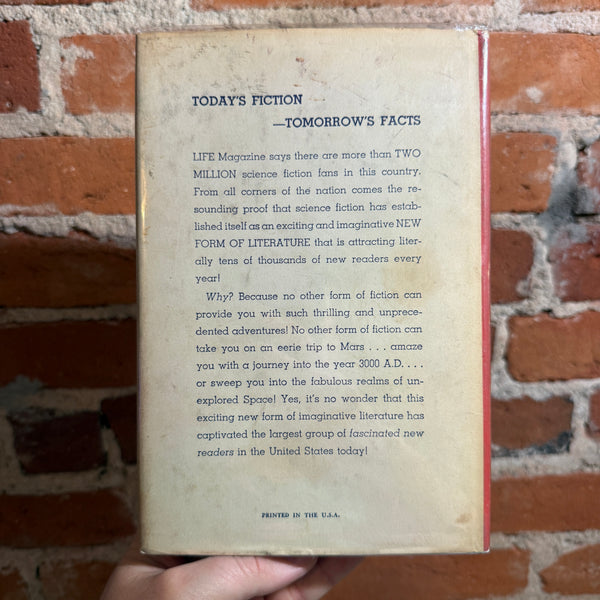 TODAY'S FICTION
—TOMORROW'S FACTS
LIFE Magazine says there are more than TWO
MILLION science fiction fans in this country.
From all corners of the nation comes the re-
sounding proof that science fiction has estab-
lished itself as an exciting and imaginative NEW
FORM OF LITERATURE that is attracting liter-
ally tens of thousands of new readers every
year!
Why? Because no other form of fiction can
provide you with such thrilling and unprece-
dented adventures! No other form of fiction can
take you on an eerie trip to Mars . . . amaze
you with a journey into the year 3000 A.D. . . .
or sweep you into the fabulous realms of un-
explored Space! Yes, it's no wonder that this
exciting new form of imaginative literature has
captivated the largest group of fascinated new
readers in the United States today!
PRINTED IN THE U.S.A.